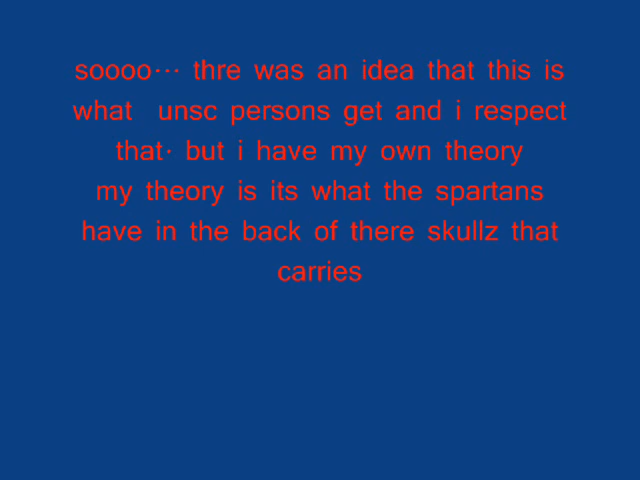 soooo... thre was an idea that this is
what unsc persons get and i respect
that. but i have my own theory
my theory is its what the spartans
have in the back of there skullz that
carries